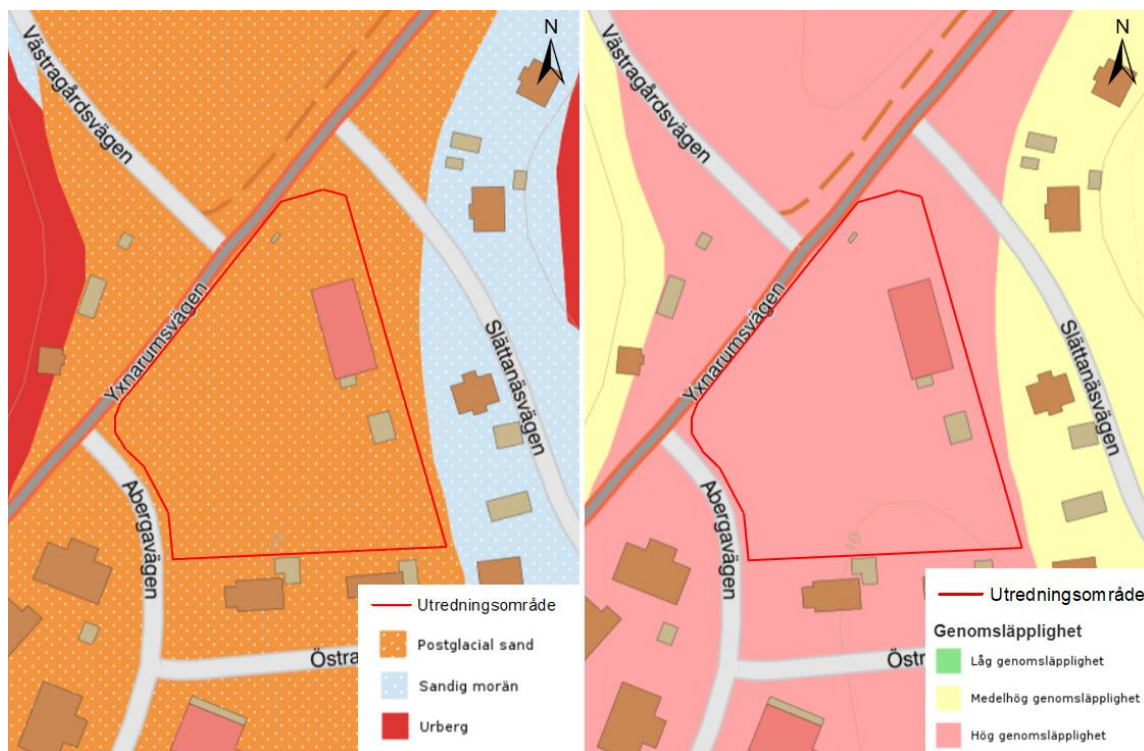 N
Västragårdsvägen
Yxnarumsvägen
Slättanäsvägen
Abergavägen
Östra
Utredningsområde
Postglacial sand
Sandig morän
Urberg
N
Västragårdsvägen
Yxnarumsvägen
Slättanäsvägen
Abergavägen
10
Östr
Utredningsområde
Genomsläpplighet
Låg genomsläpplighet
Medelhög genomsläpplighet
Hög genomsläpplighet